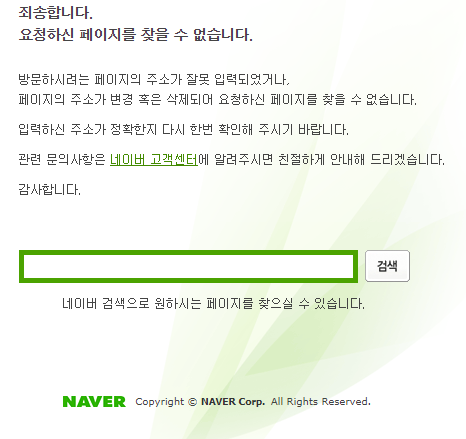 죄송합니다.
요청하신 페이지를 찾을 수 없습니다.
방문하시려는 페이지의 주소가 잘못 입력되었거나,
페이지의 주소가 변경 혹은 삭제되어 요청하신 페이지를 찾을 수 없습니다.
입력하신 주소가 정확한지 다시 한번 확인해 주시기 바랍니다.
관련 문의사항은 네이버 고객센터에 알려주시면 친절하게 안내해 드리겠습니다.
감사합니다.
검색
네이버 검색으로 원하시는 페이지를 찾으실 수 있습니다.
NAVER Copyright © NAVER Corp. All Rights Reserved.